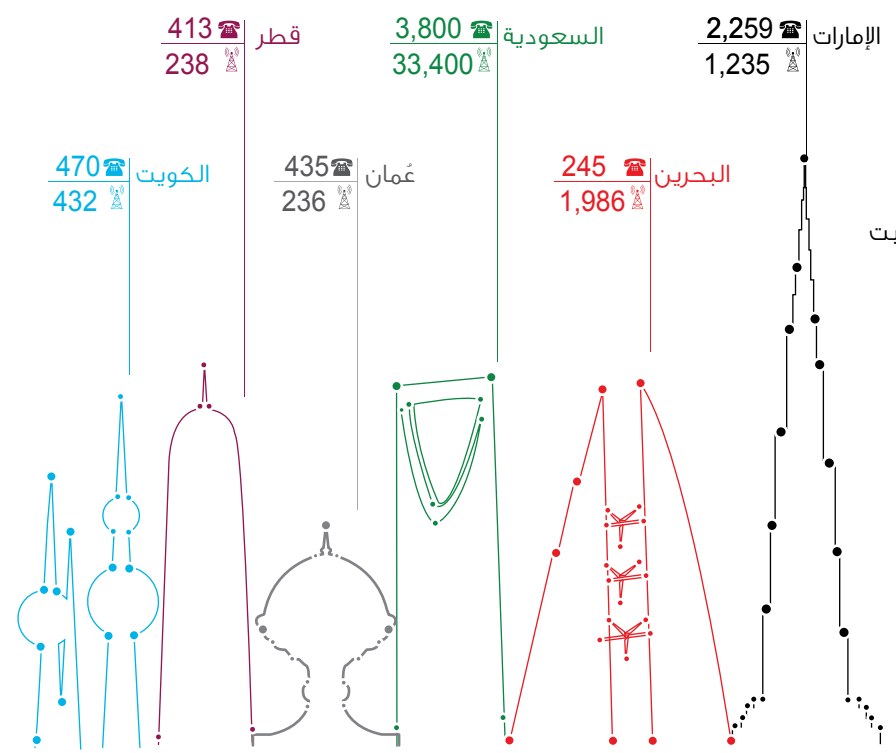 الإمارات
2,259
1,235
السعودية
3,800
33,400
قطر
413
238
البحرين
245
1,986
عُمان
435
236
الكويت
470
432